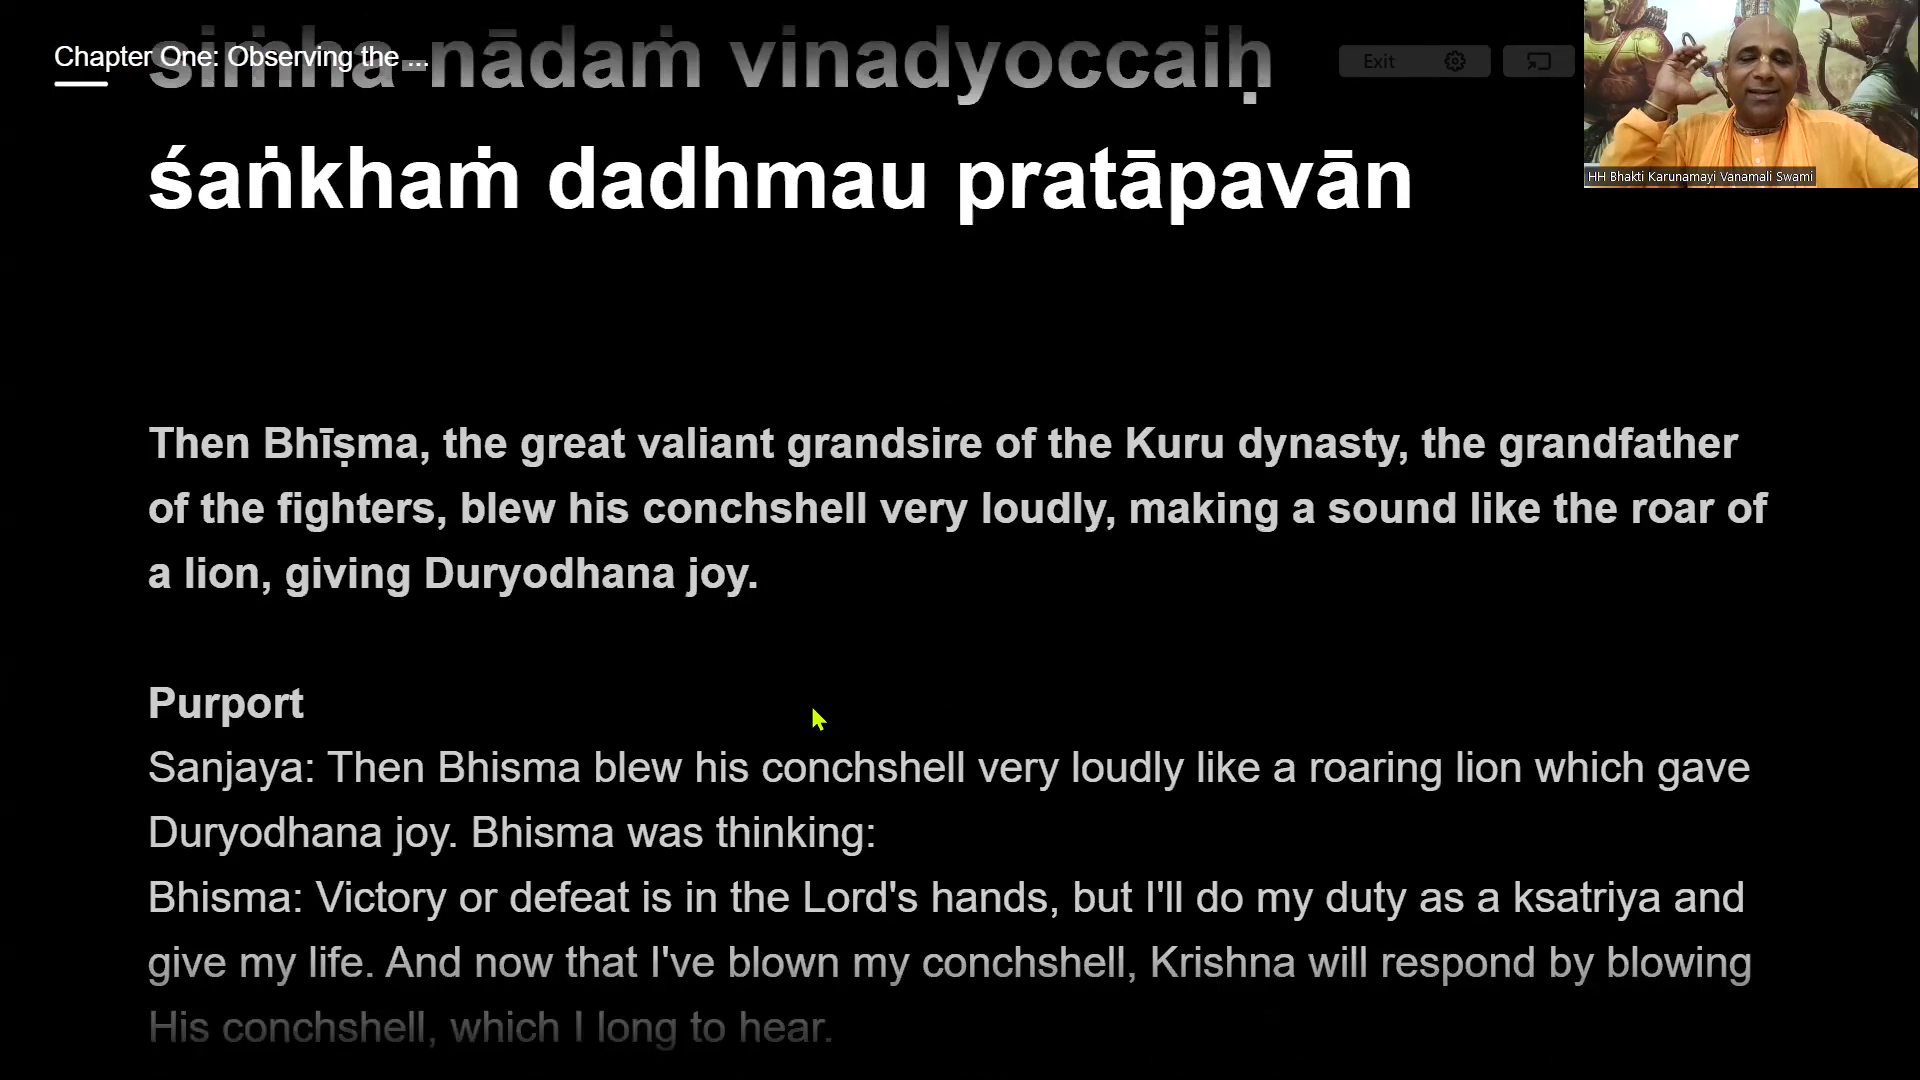 siṁha-nādaṁ vinadyoccaiḥ
Chapter One: Observing the ...
Exit
śaṅkhaṁ dadhmau pratāpavān
HH Bhakti Karunamayi Vanamali Swami
Then Bhīṣma, the great valiant grandsire of the Kuru dynasty, the grandfather
of the fighters, blew his conchshell very loudly, making a sound like the roar of
a lion, giving Duryodhana joy.
Purport
Sanjaya: Then Bhisma blew his conchshell very loudly like a roaring lion which gave
Duryodhana joy. Bhisma was thinking:
Bhisma: Victory or defeat is in the Lord's hands, but I'll do my duty as a ksatriya and
give my life. And now that I've blown my conchshell, Krishna will respond by blowing
His conchshell, which I long to hear.